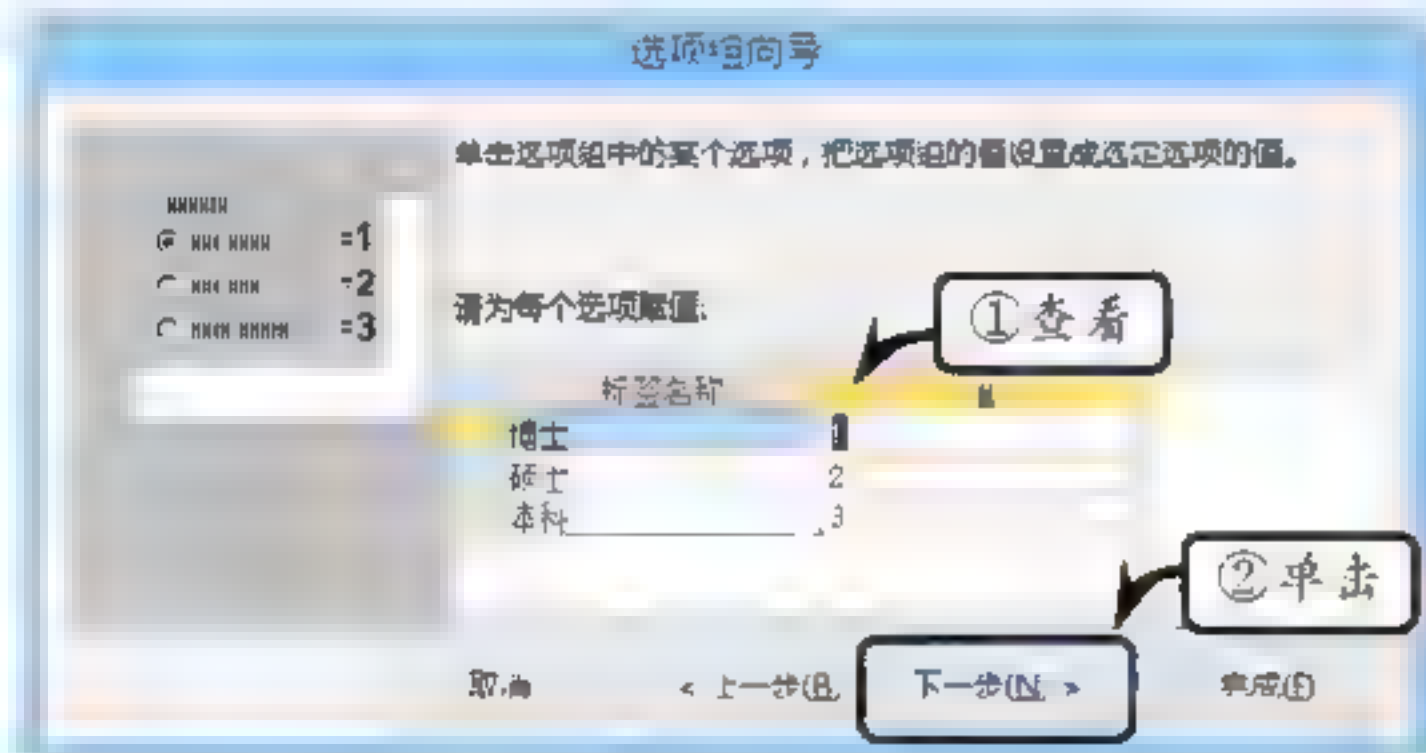 选项组向导
单击选项组中的某个选项，把选项组的值设置成选定选项的值。
=1
=2
=3
请为每个选项赋值:
①查看
标签名称 值
博士 1
硕士 2
本科 3
②单击
取消 < 上一步(B) 下一步(N) > 完成(F)